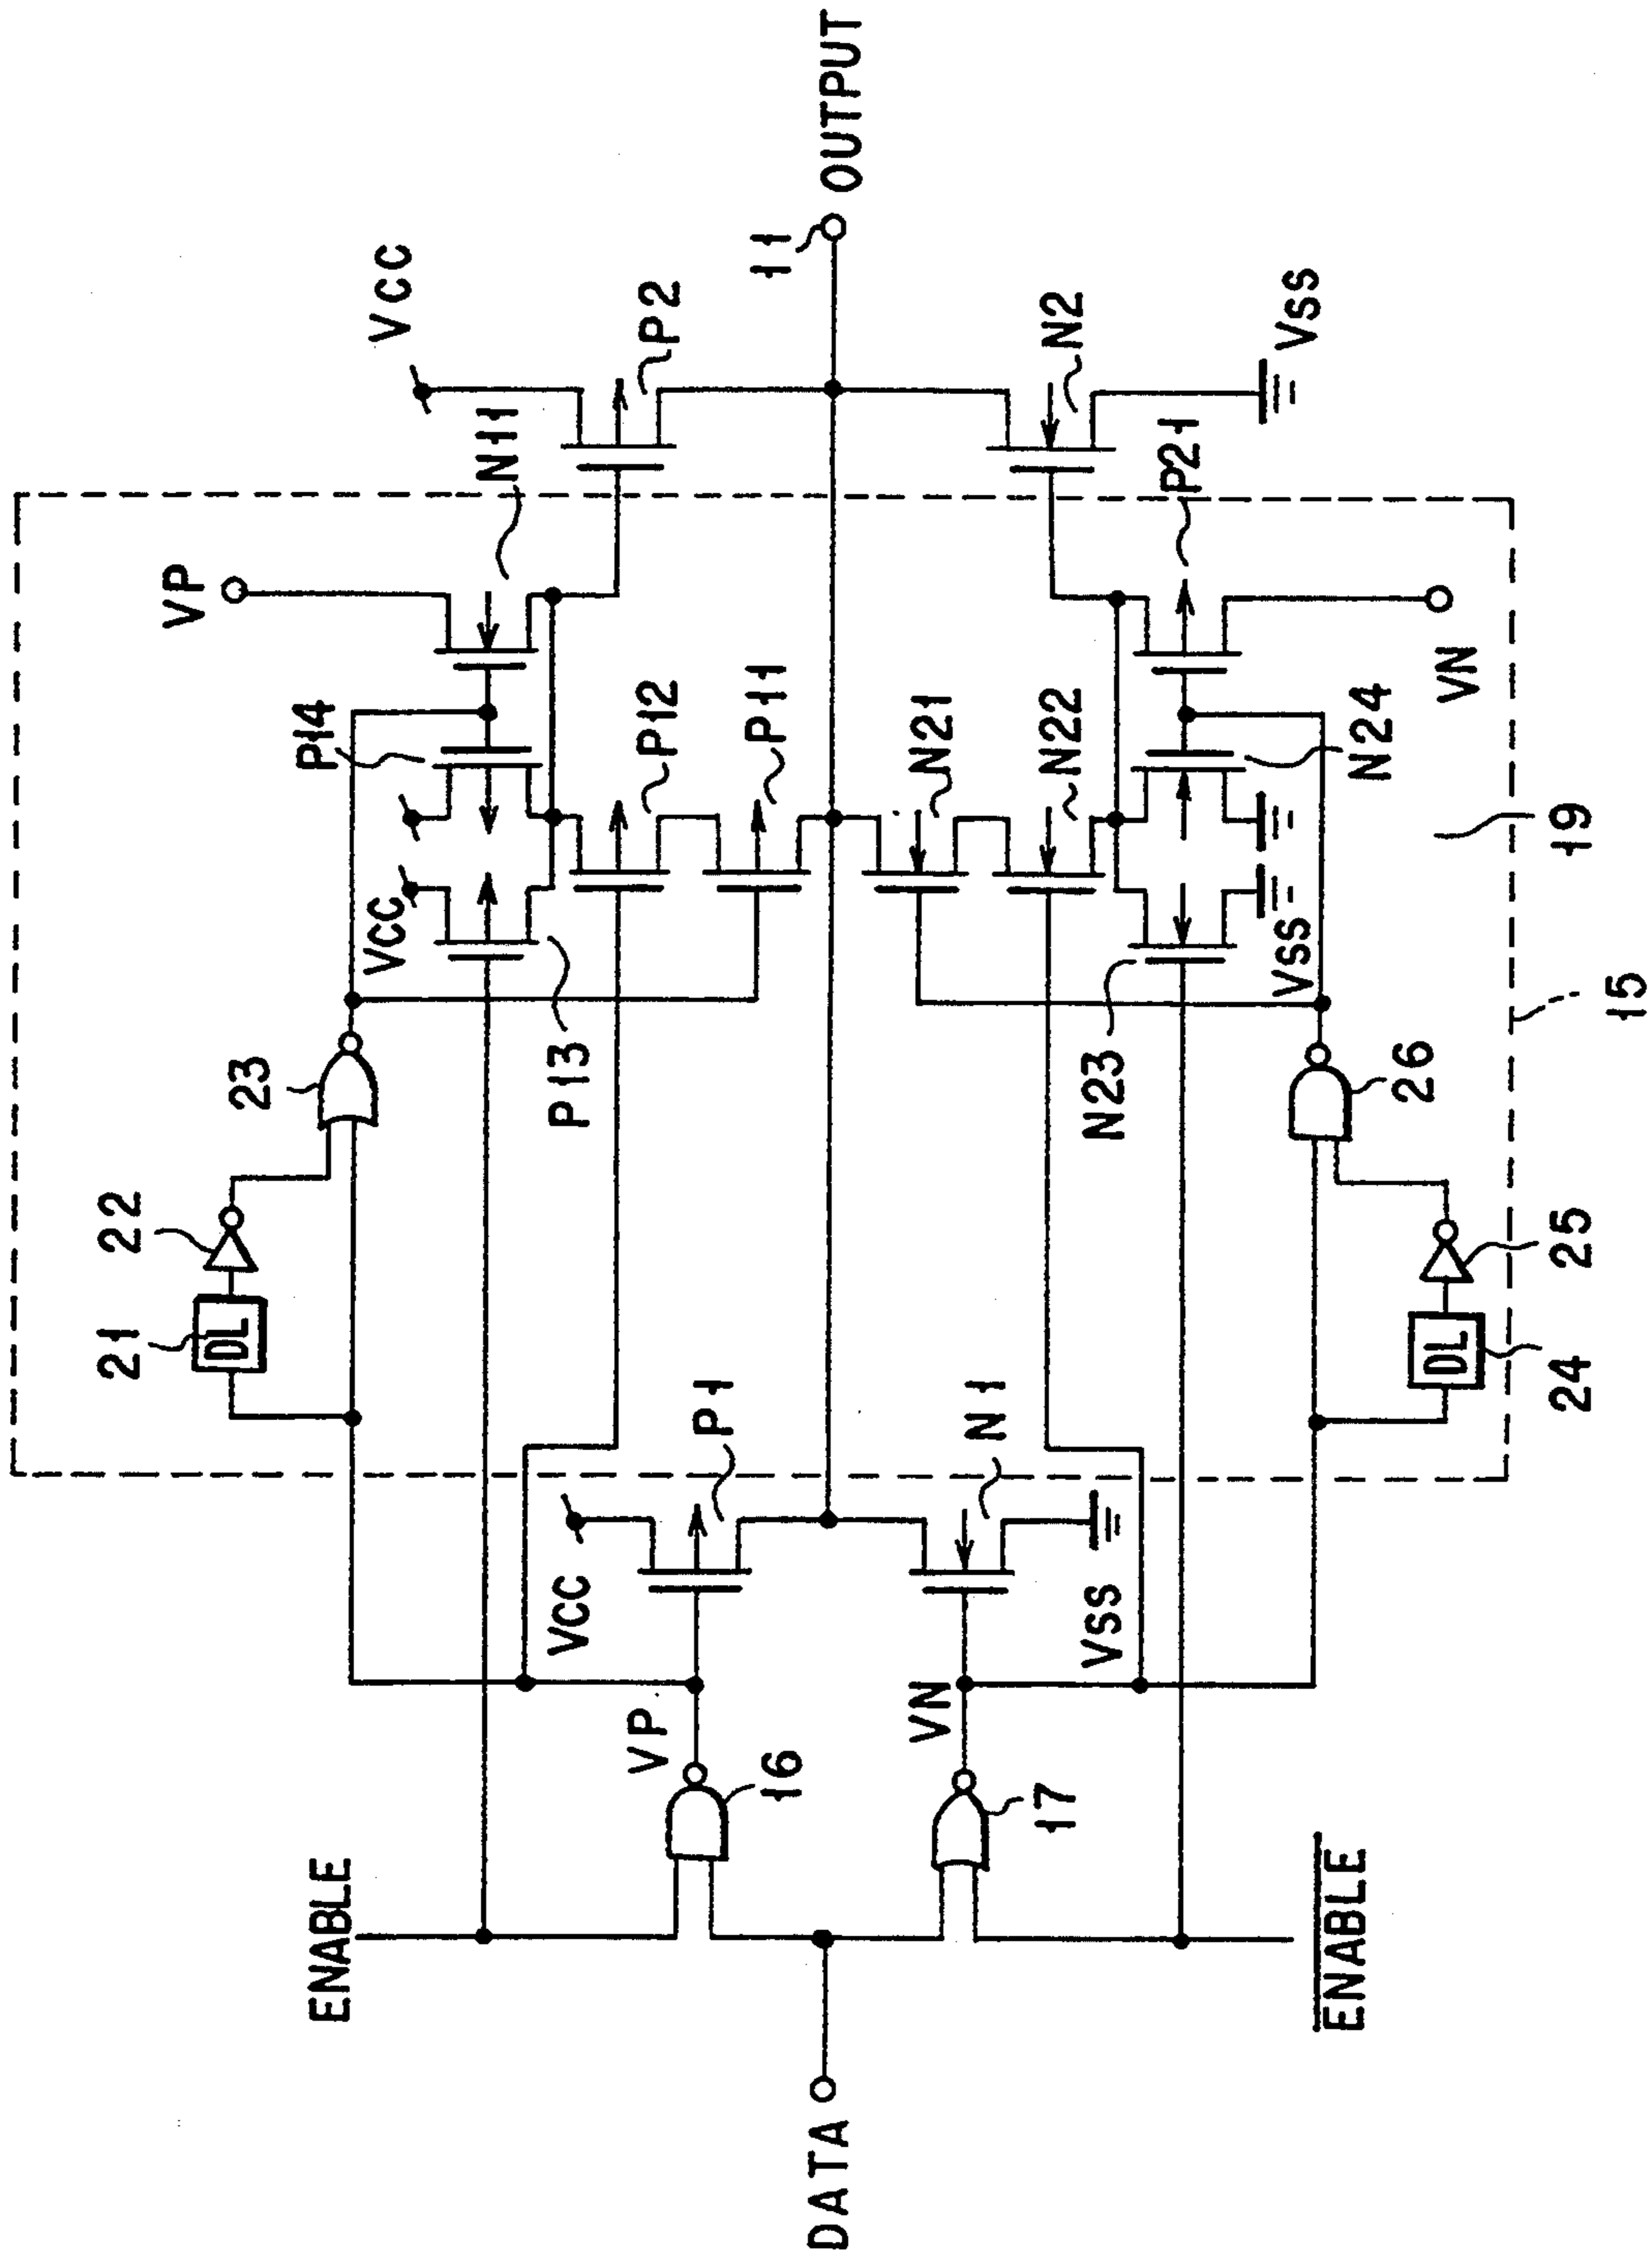 ENABLE
DATA
ENABLE
16
17
VP
VN
VCC
P1
N1
VSS
21
DL
22
23
24
DL
25
26
P13
N23
VCC
VSS
P14
P12
P11
N21
N22
N24
VP
VN
N11
P21
VCC
P2
N2
VSS
11
OUTPUT
19
15